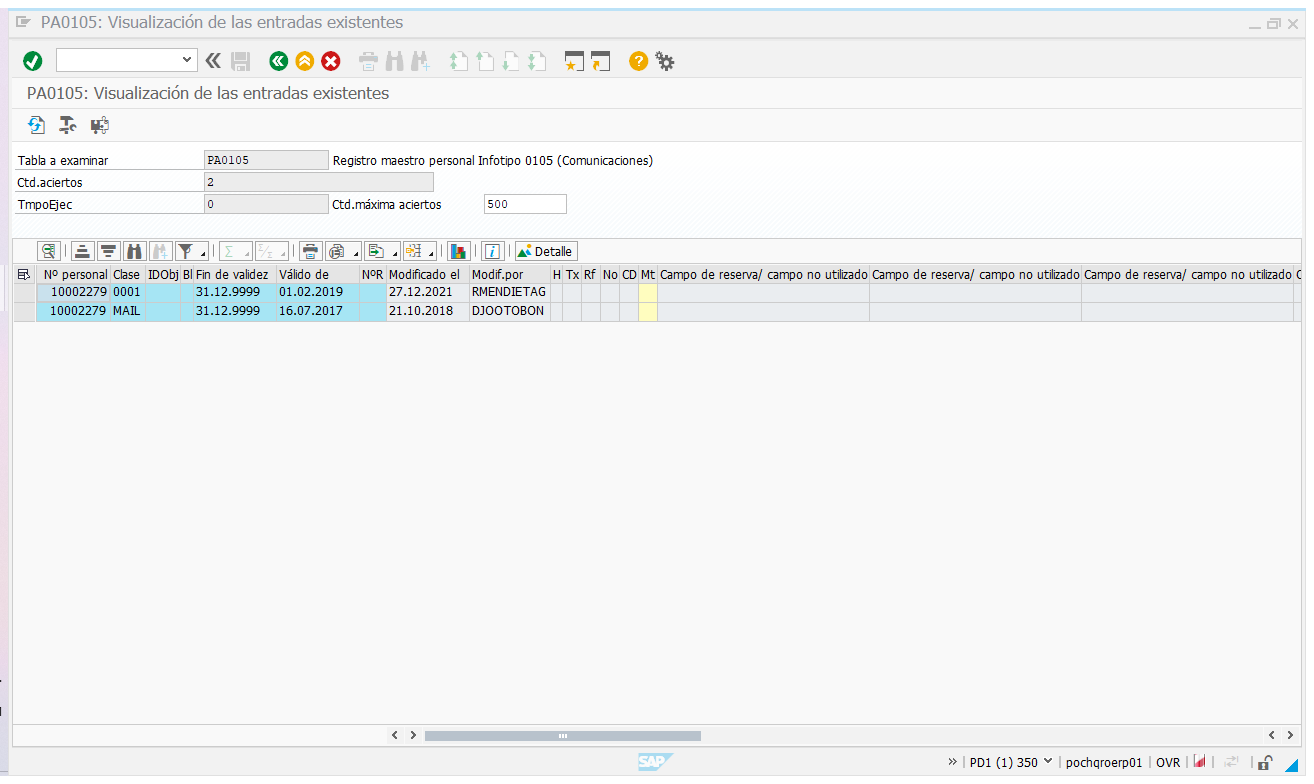 PA0105: Visualización de las entradas existentes
PA0105: Visualización de las entradas existentes
Tabla a examinar PA0105 Registro maestro personal Infotipo 0105 (Comunicaciones)
Ctd.aciertos 2
TmpoEjec 0 Ctd.máxima aciertos 500
Detalle
Nº personal Clase IDObj Bl Fin de validez Válido de NºR Modificado el Modif.por H Tx Rf No CD Mt Campo de reserva/ campo no utilizado Campo de reserva/ campo no utilizado Campo de reserva/ campo no utilizado
10002279 0001 31.12.9999 01.02.2019 27.12.2021 RMENDIETAG
10002279 MAIL 31.12.9999 16.07.2017 21.10.2018 DJOOTOBON
SAP PD1 (1) 350 pochqroerp01 OVR